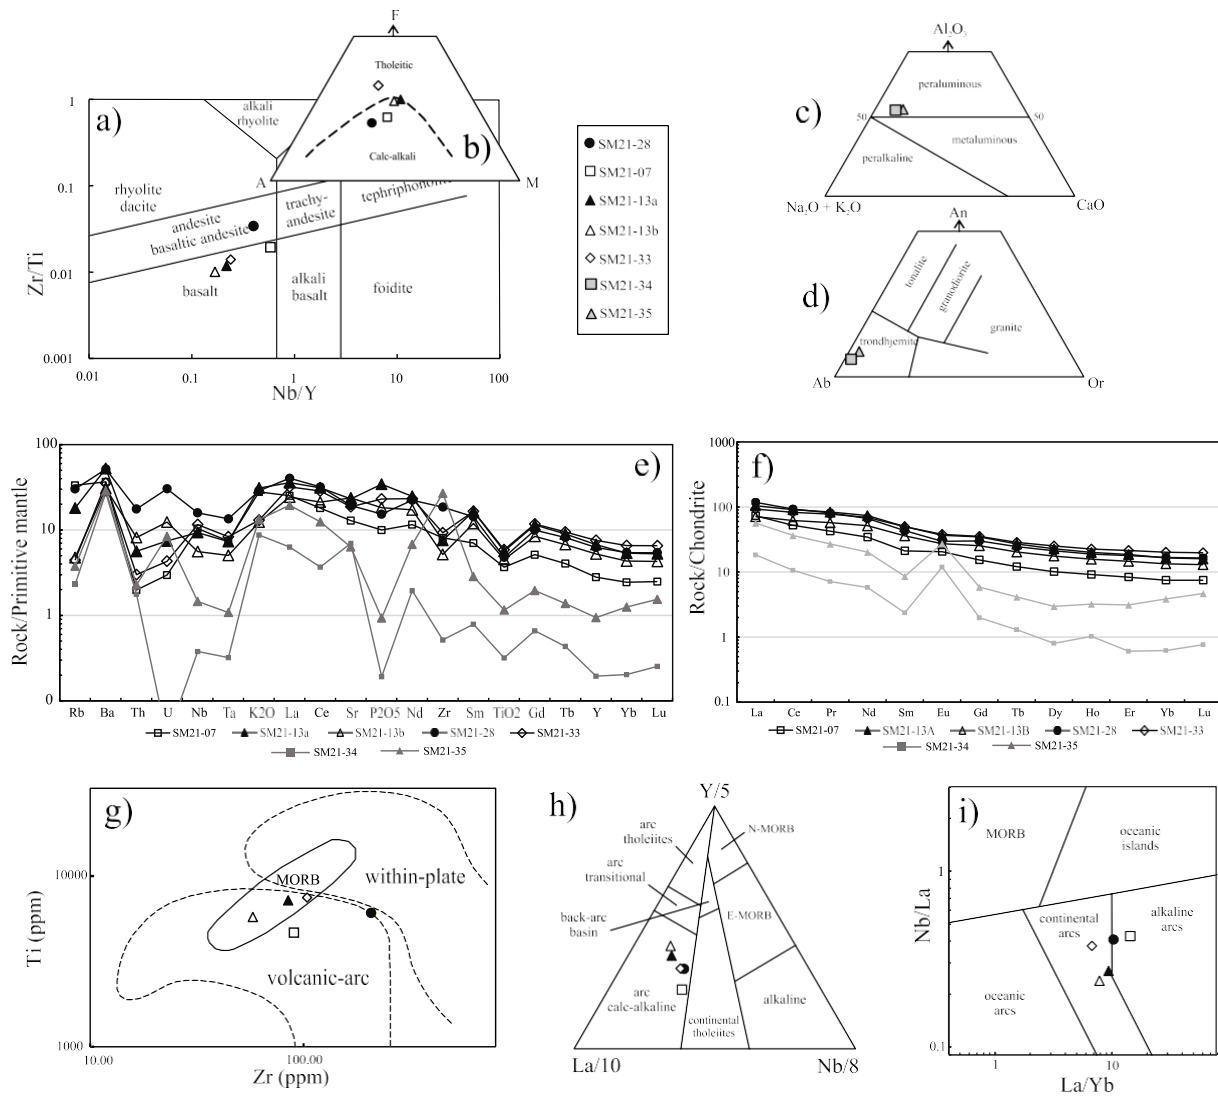 a)
Zr/Ti
1
0.1
0.01
0.001
0.01
0.1
1
10
100
Nb/Y
alkali
rhyolite
rhyolite
dacite
andesite
basaltic andesite
trachy-
andesite
basalt
alkali
basalt
foidite
F
Tholeitic
Calc-alkali
b)
A
M
SM21-28
SM21-07
SM21-13a
SM21-13b
SM21-33
SM21-34
SM21-35
Al2O3
c)
peraluminous
50
50
metaluminous
peralkaline
Na2O + K2O
CaO
An
d)
tonalite
granodiorite
granite
trondhjemite
Ab
Or
e)
Rock/Primitive mantle
100
10
1
0
Rb Ba Th U Nb Ta K2O La Ce Sr P2O5 Nd Zr Sm TiO2 Gd Tb Y Yb Lu
SM21-07 SM21-13a SM21-13b SM21-28 SM21-33
SM21-34 SM21-35
f)
Rock/Chondrite
1000
100
10
1
0.1
La Ce Pr Nd Sm Eu Gd Tb Dy Ho Er Yb Lu
SM21-07 SM21-13A SM21-13B SM21-28 SM21-33
SM21-34 SM21-35
g)
Ti (ppm)
10000
1000
10.00
100.00
Zr (ppm)
MORB
within-plate
volcanic-arc
h)
Y/5
arc
tholeiites
N-MORB
arc
transitional
back-arc
basin
E-MORB
arc
calc-alkaline
continental
tholeiites
alkaline
La/10
Nb/8
i)
Nb/La
1
0.1
MORB
oceanic
islands
continental
arcs
alkaline
arcs
oceanic
arcs
1
10
La/Yb